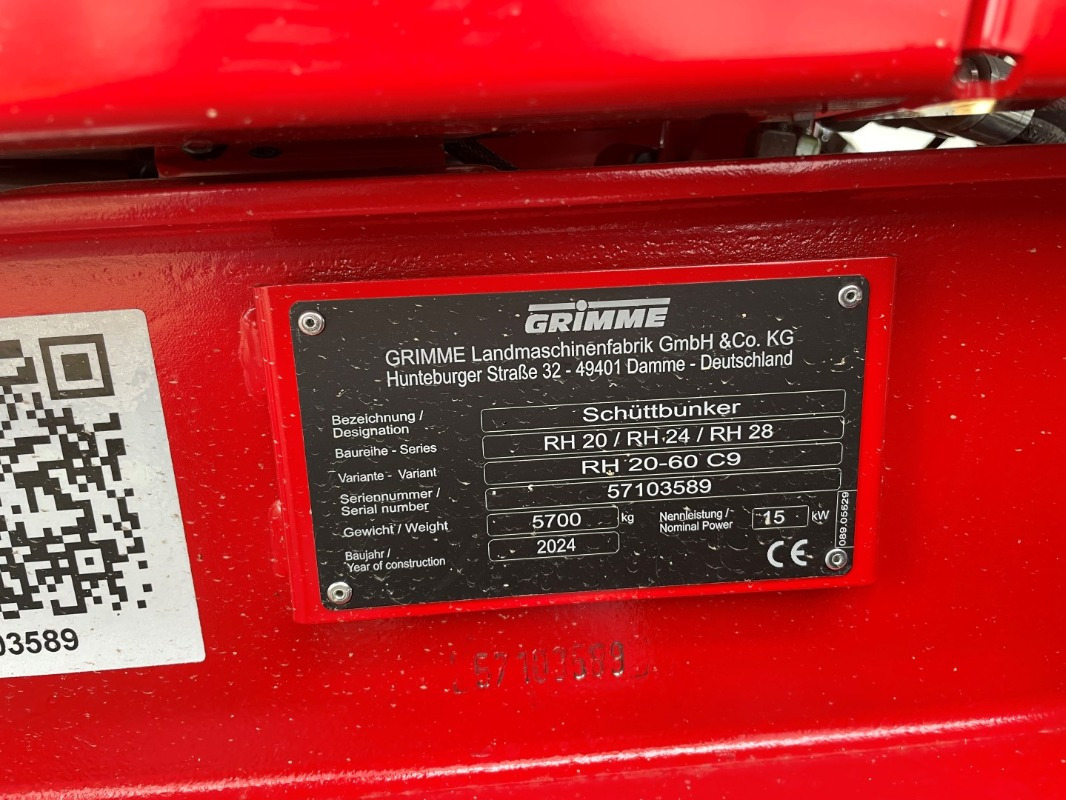 GRIMME
GRIMME Landmaschinenfabrik GmbH &Co. KG
Hunteburger Straße 32 - 49401 Damme - Deutschland
Bezeichnung /
Designation
Schüttbunker
Baureihe - Series
RH 20 / RH 24 / RH 28
Variante - Variant
RH 20-60 C9
Seriennummer /
Serial number
57103589
Gewicht / Weight
5700 kg
Nennleistung /
Nominal Power
15 kW
Baujahr /
Year of construction
2024
CE
089.05529
03589
57103589